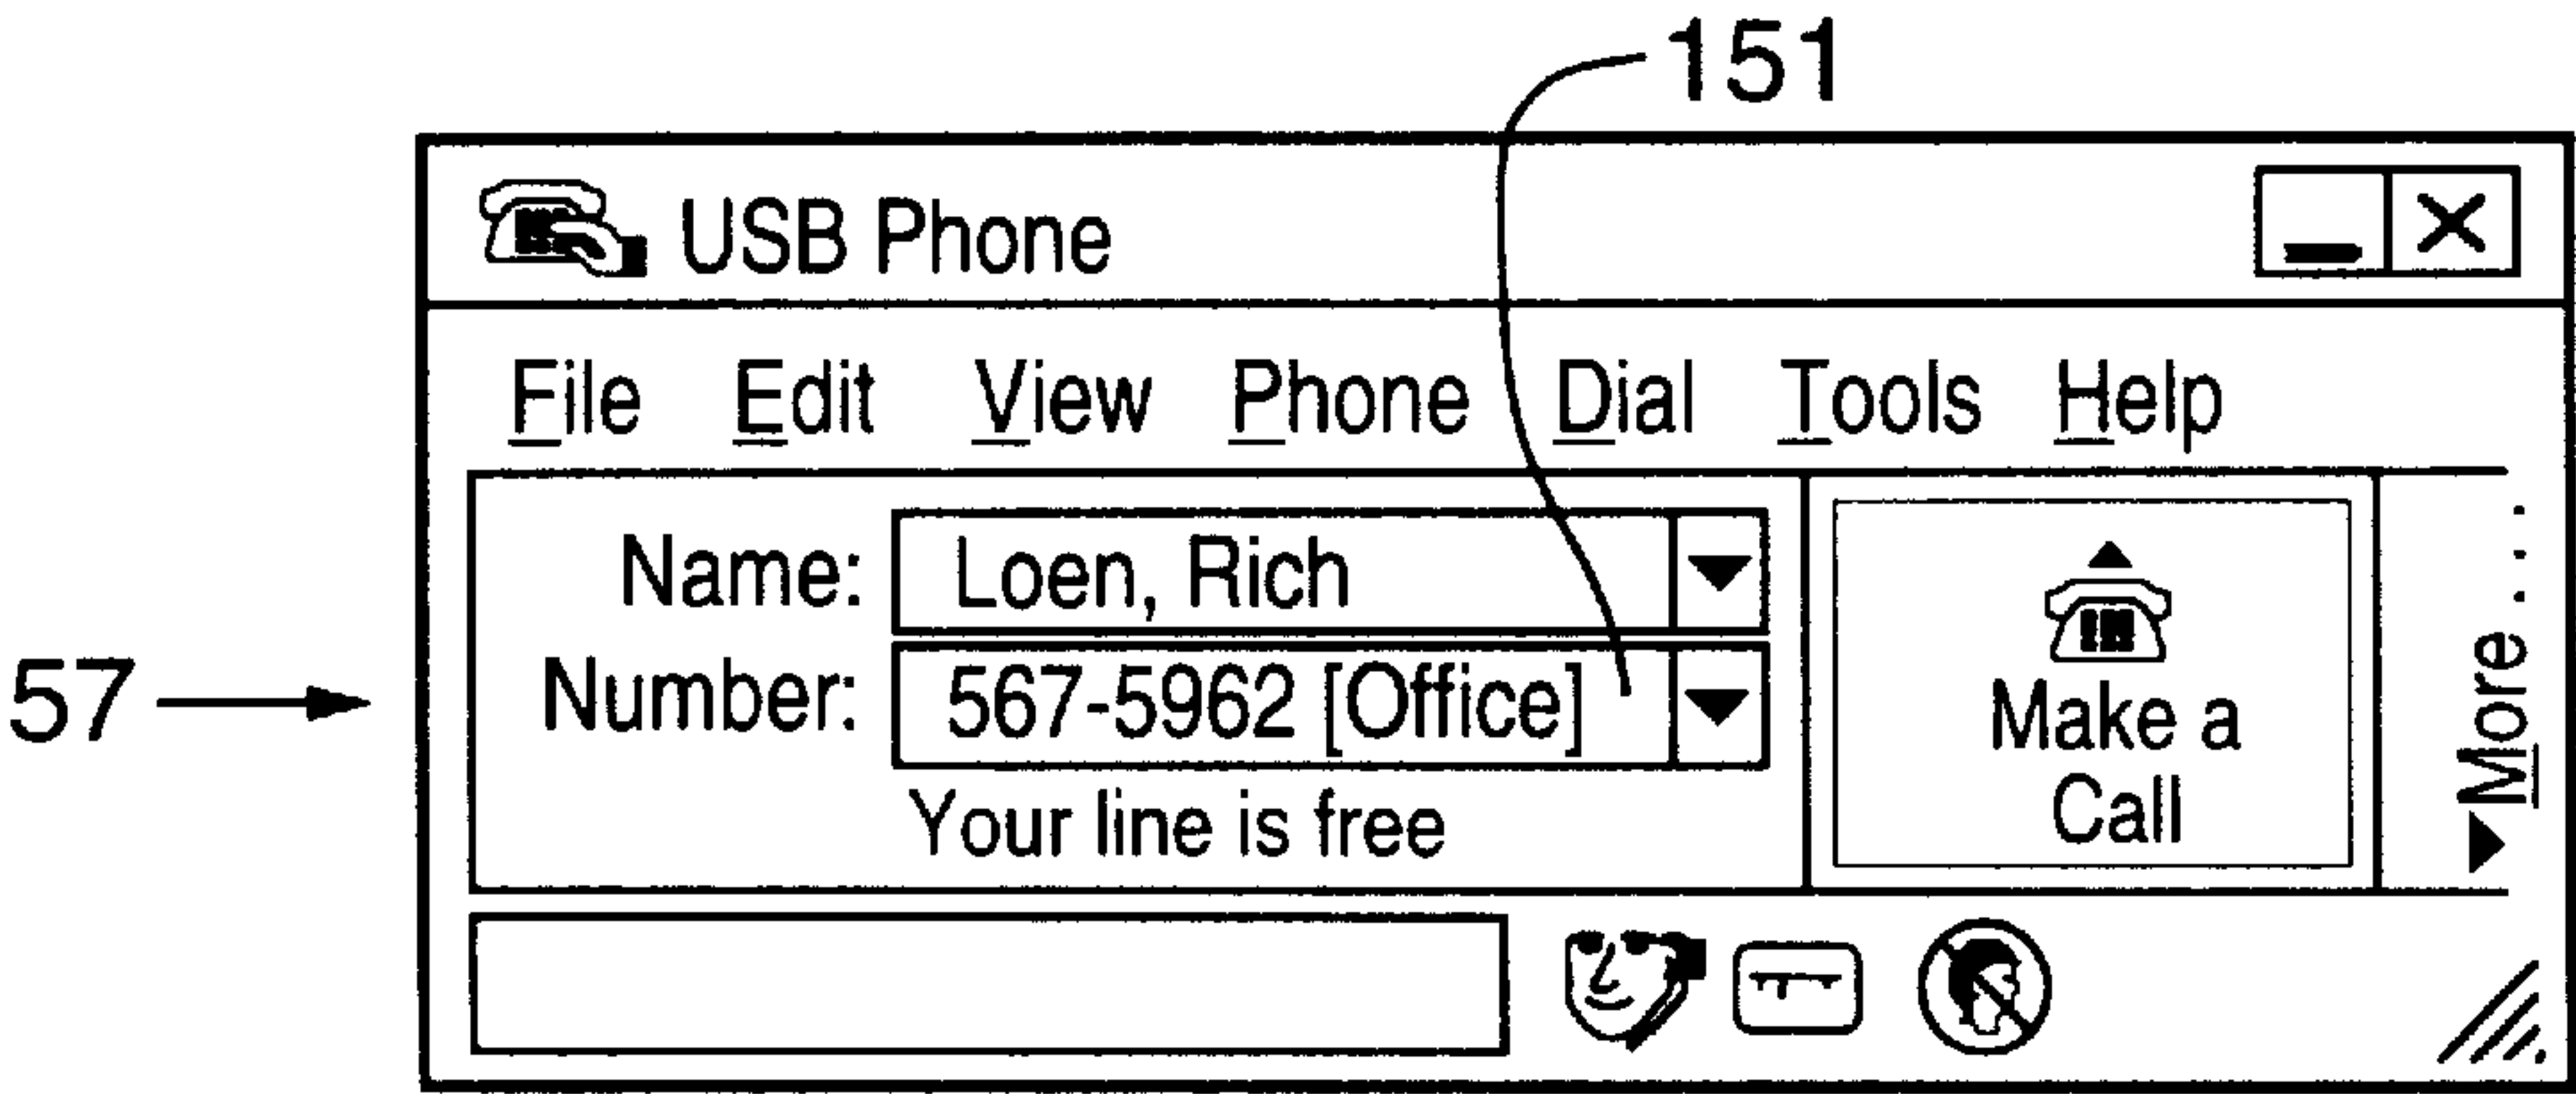 151
USB Phone
File Edit View Phone Dial Tools Help
Name: Loen, Rich
Number: 567-5962 [Office]
Your line is free
Make a
Call
More ...
57